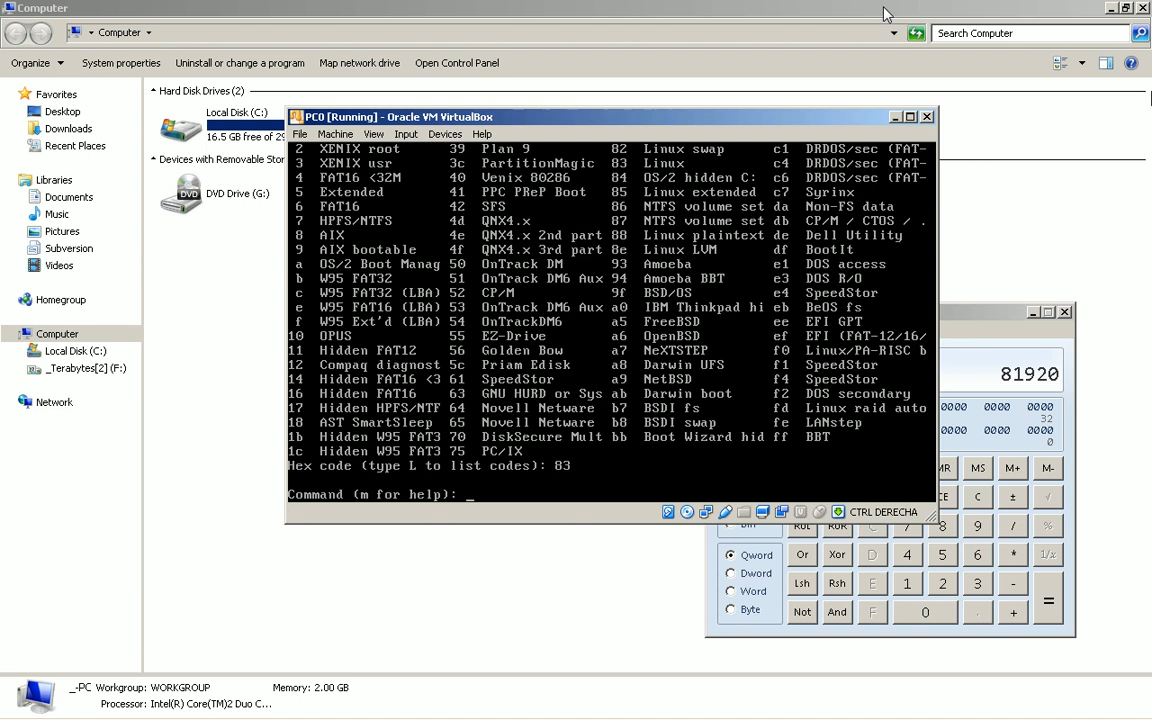 Computer
Computer
Search Computer
Organize
System properties
Uninstall or change a program
Map network drive
Open Control Panel
Favorites
Desktop
Downloads
Recent Places
Libraries
Documents
Music
Pictures
Subversion
Videos
Homegroup
Computer
Local Disk (C:)
_Terabytes[2] (F:)
Network
Hard Disk Drives (2)
Local Disk (C:)
16.5 GB free of 29
Devices with Removable Stor
DVD
DVD Drive (G:)
PC0 [Running] - Oracle VM VirtualBox
File Machine View Input Devices Help
2 XENIX root 39 Plan 9 82 Linux swap c1 DRDOS/sec (FAT-
3 XENIX usr 3c PartitionMagic 83 Linux c4 DRDOS/sec (FAT-
4 FAT16 <32M 40 Venix 80286 84 OS/2 hidden C: c6 DRDOS/sec (FAT-
5 Extended 41 PPC PReP Boot 85 Linux extended c7 Syrinx
6 FAT16 42 SFS 86 NTFS volume set da Non-FS data
7 HPFS/NTFS 4d QNX4.x 87 NTFS volume set db CP/M / CTOS / .
8 AIX 4e QNX4.x 2nd part 88 Linux plaintext de Dell Utility
9 AIX bootable 4f QNX4.x 3rd part 8e Linux LVM df BootIt
a OS/2 Boot Manag 50 OnTrack DM 93 Amoeba e1 DOS access
b W95 FAT32 51 OnTrack DM6 Aux 94 Amoeba BBT e3 DOS R/O
c W95 FAT32 (LBA) 52 CP/M 9f BSD/OS e4 SpeedStor
e W95 FAT16 (LBA) 53 OnTrack DM6 Aux a0 IBM Thinkpad hi eb BeOS fs
f W95 Ext'd (LBA) 54 OnTrackDM6 a5 FreeBSD ee EFI GPT
10 OPUS 55 EZ-Drive a6 OpenBSD ef EFI (FAT-12/16/
11 Hidden FAT12 56 Golden Bow a7 NeXTSTEP f0 Linux/PA-RISC b
12 Compaq diagnost 5c Priam Edisk a8 Darwin UFS f1 SpeedStor
14 Hidden FAT16 <3 61 SpeedStor a9 NetBSD f4 SpeedStor
16 Hidden FAT16 63 GNU HURD or Sys ab Darwin boot f2 DOS secondary
17 Hidden HPFS/NTF 64 Novell Netware b7 BSDI fs fd Linux raid auto
18 AST SmartSleep 65 Novell Netware b8 BSDI swap fe LANstep
1b Hidden W95 FAT3 70 DiskSecure Mult bb Boot Wizard hid ff BBT
1c Hidden W95 FAT3 75 PC/IX
Hex code (type L to list codes): 83
Command (m for help): _
CTRL DERECHA
81920
0000 0000
32
0000 0000
0
MS M+ M-
C ± √
7 8 9 / %
Qword Or Xor D 4 5 6 * 1/x
Dword
Word Lsh Rsh E 1 2 3 - =
Byte Not And F 0 . +
_-PC Workgroup: WORKGROUP Memory: 2.00 GB
Processor: Intel(R) Core(TM)2 Duo C...